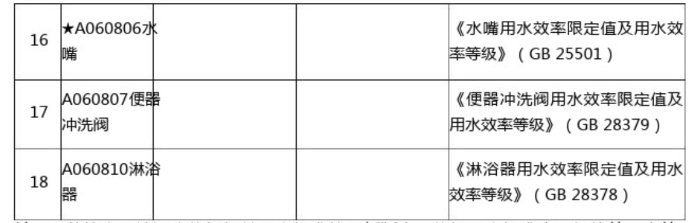 16
★A060806水
嘴
《水嘴用水效率限定值及用水效
率等级》（GB 25501）
17
A060807便器
冲洗阀
《便器冲洗阀用水效率限定值及
用水效率等级》（GB 28379）
18
A060810淋浴
器
《淋浴器用水效率限定值及用水
效率等级》（GB 28378）